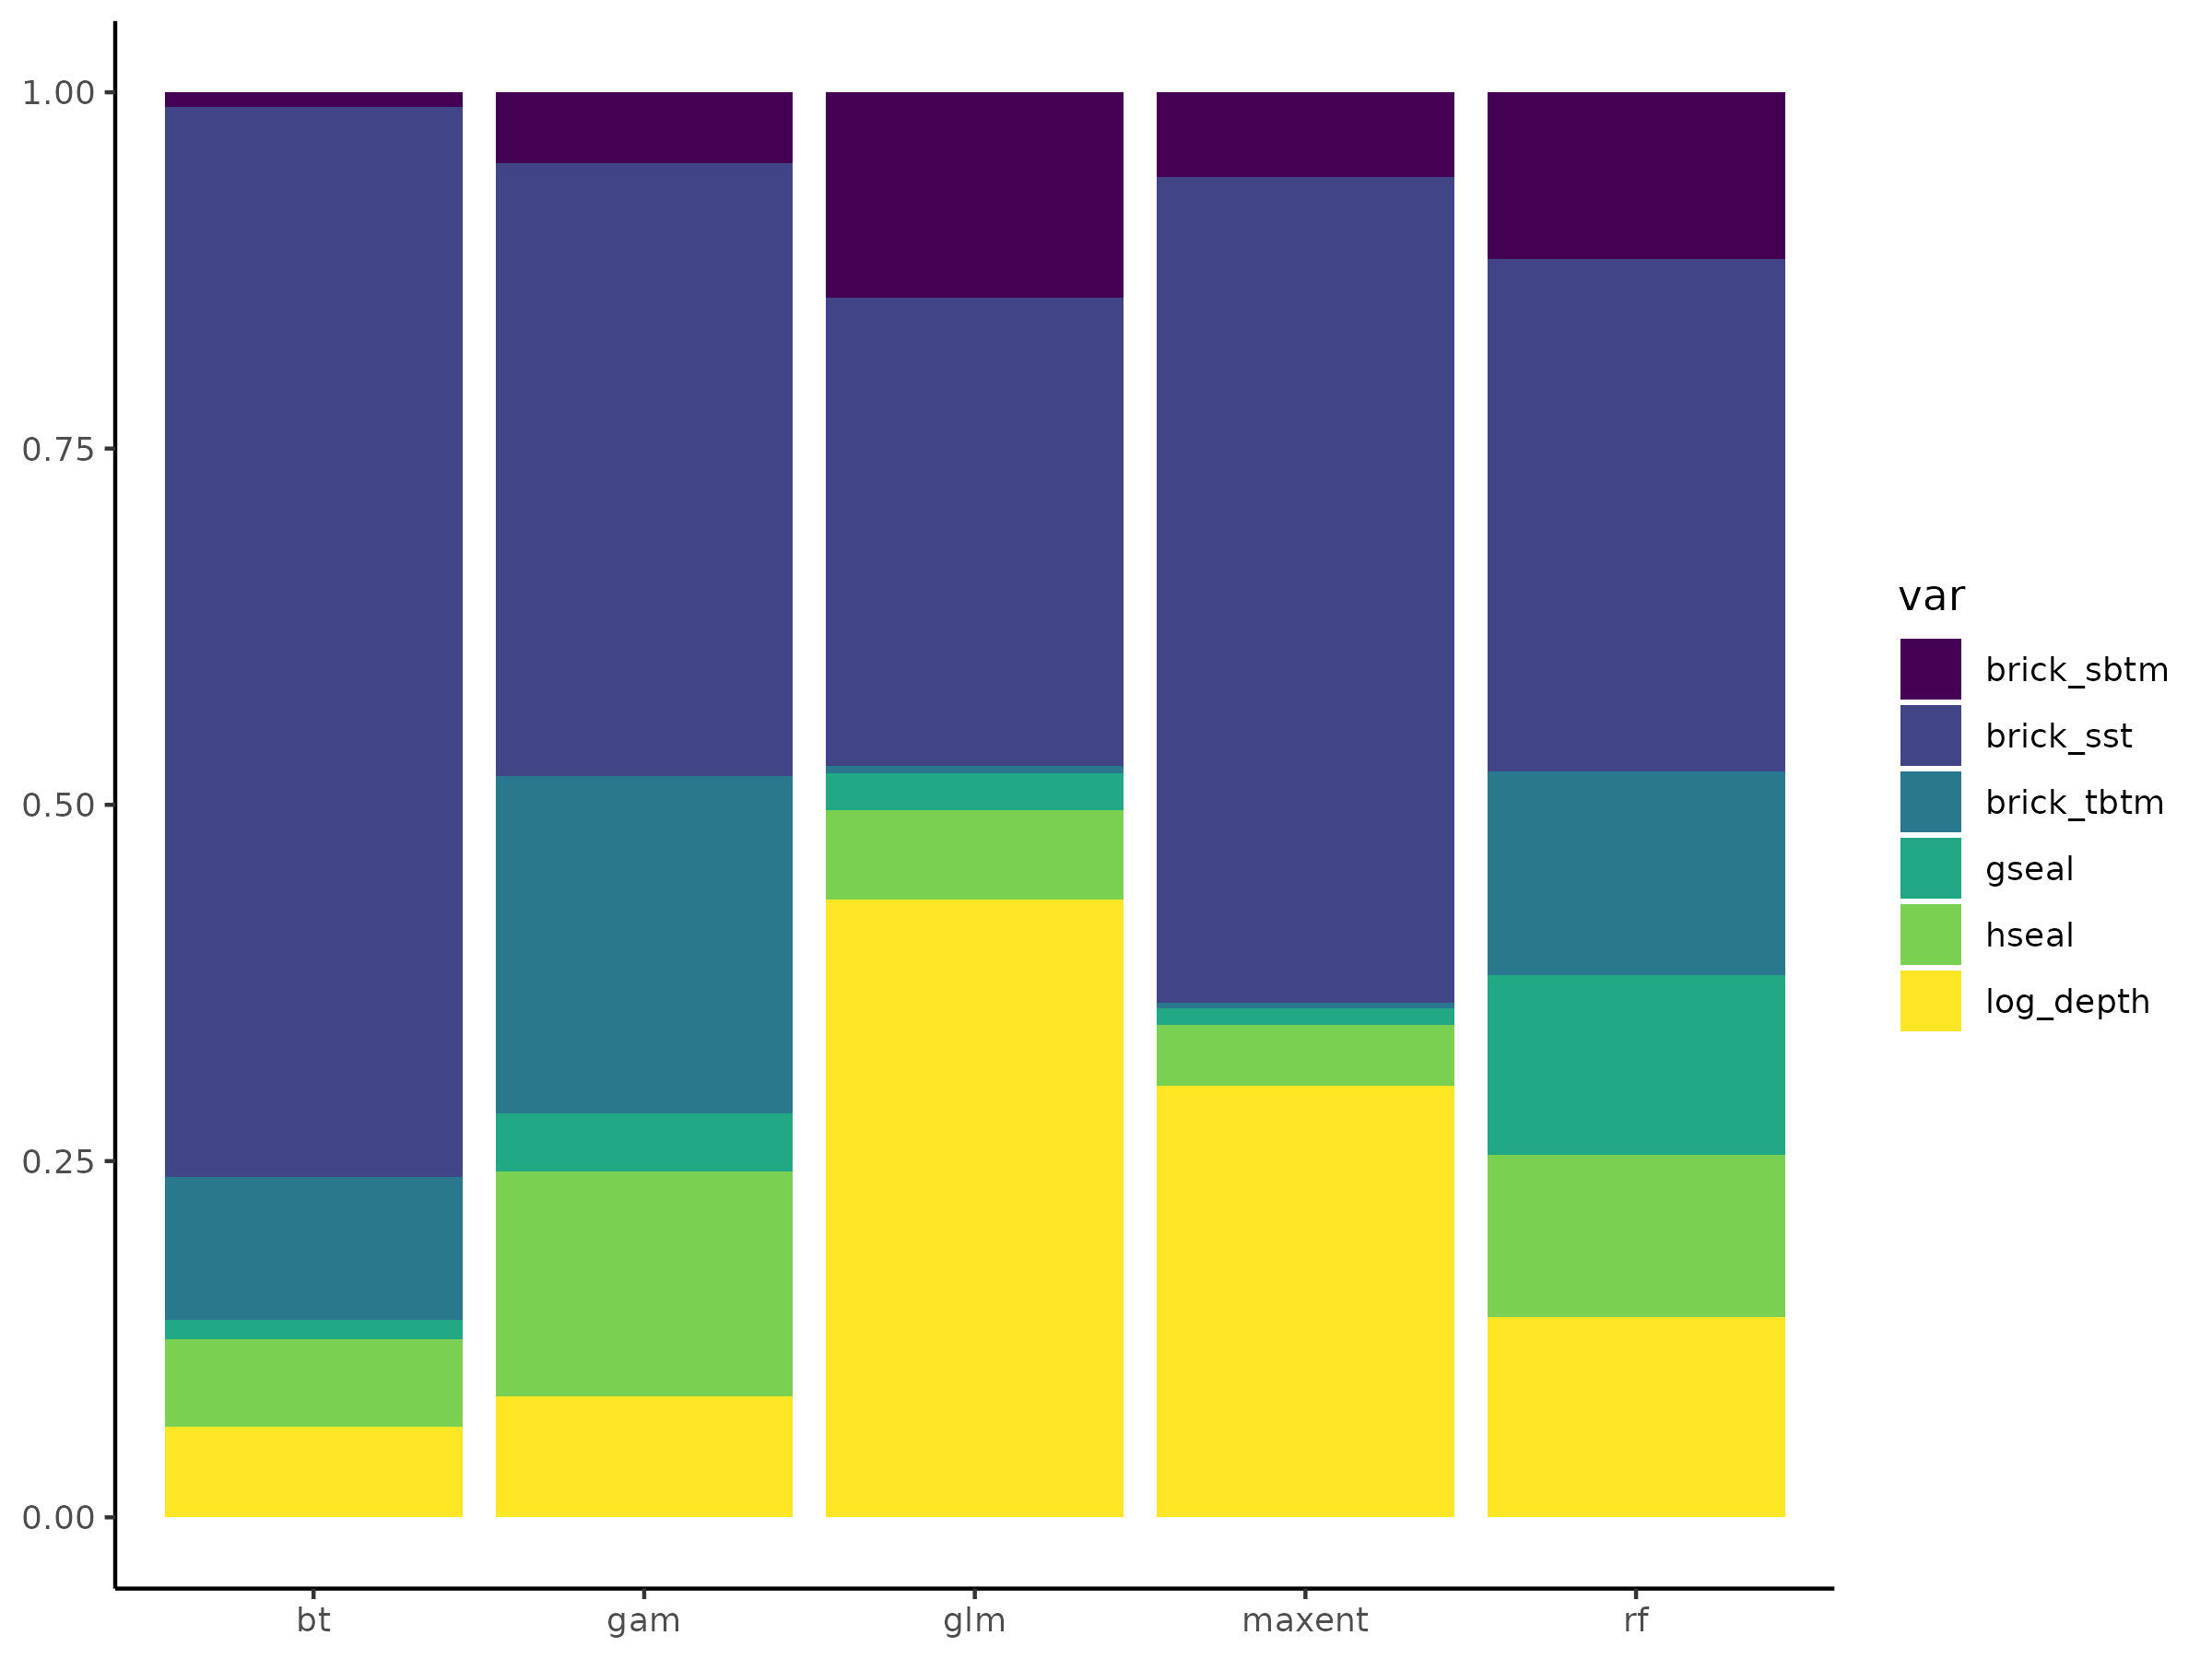 1.00
0.75
0.50
0.25
0.00
bt gam glm maxent rf
var
brick_sbtm
brick_sst
brick_tbtm
gseal
hseal
log_depth